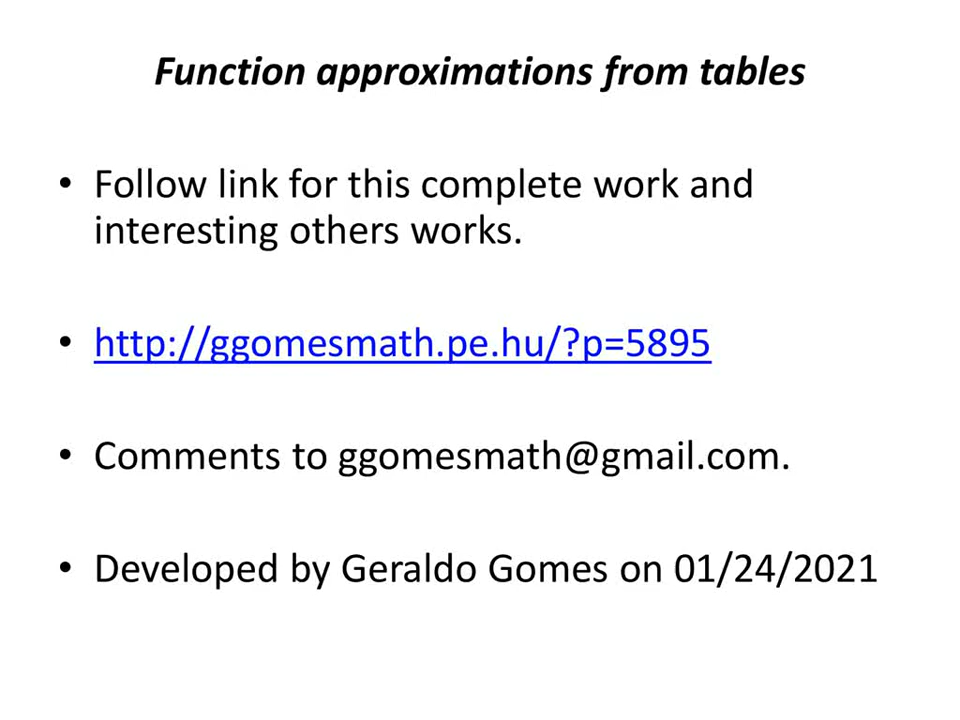 Function approximations from tables
• Follow link for this complete work and
interesting others works.
• http://ggomesmath.pe.hu/?p=5895
• Comments to ggomesmath@gmail.com.
• Developed by Geraldo Gomes on 01/24/2021